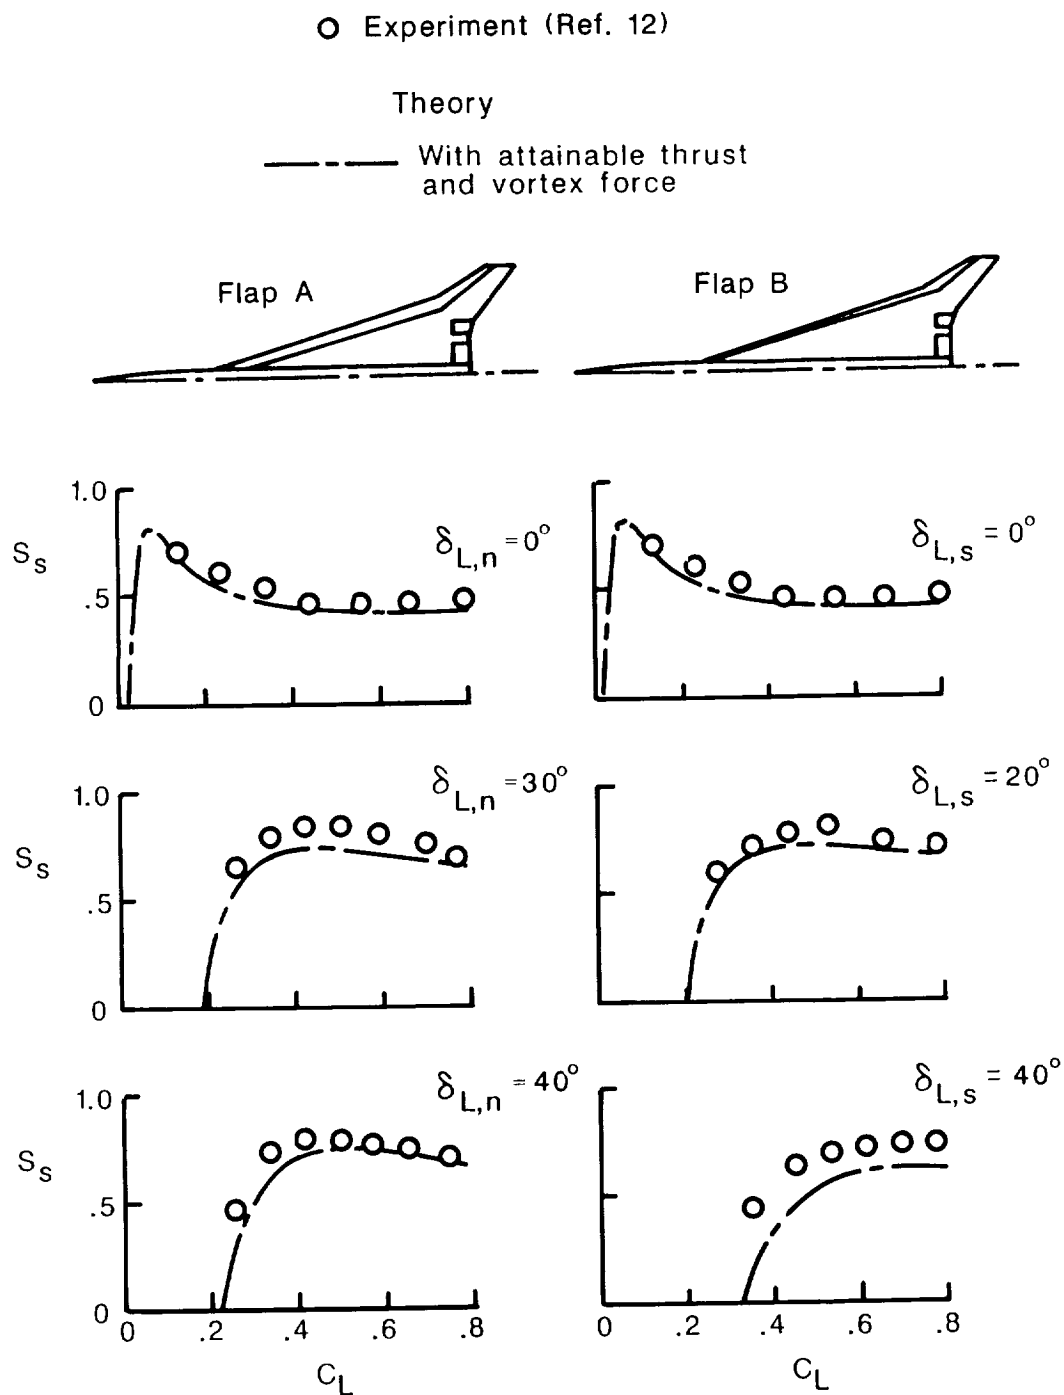 O Experiment (Ref. 12)
Theory
With attainable thrust
and vortex force
Flap A
Flap B
1.0
S_s
.5
0
δ_L,n = 0°
δ_L,s = 0°
1.0
S_s
.5
0
δ_L,n = 30°
δ_L,s = 20°
1.0
S_s
.5
0
δ_L,n = 40°
δ_L,s = 40°
0 .2 .4 .6 .8
C_L
0 .2 .4 .6 .8
C_L